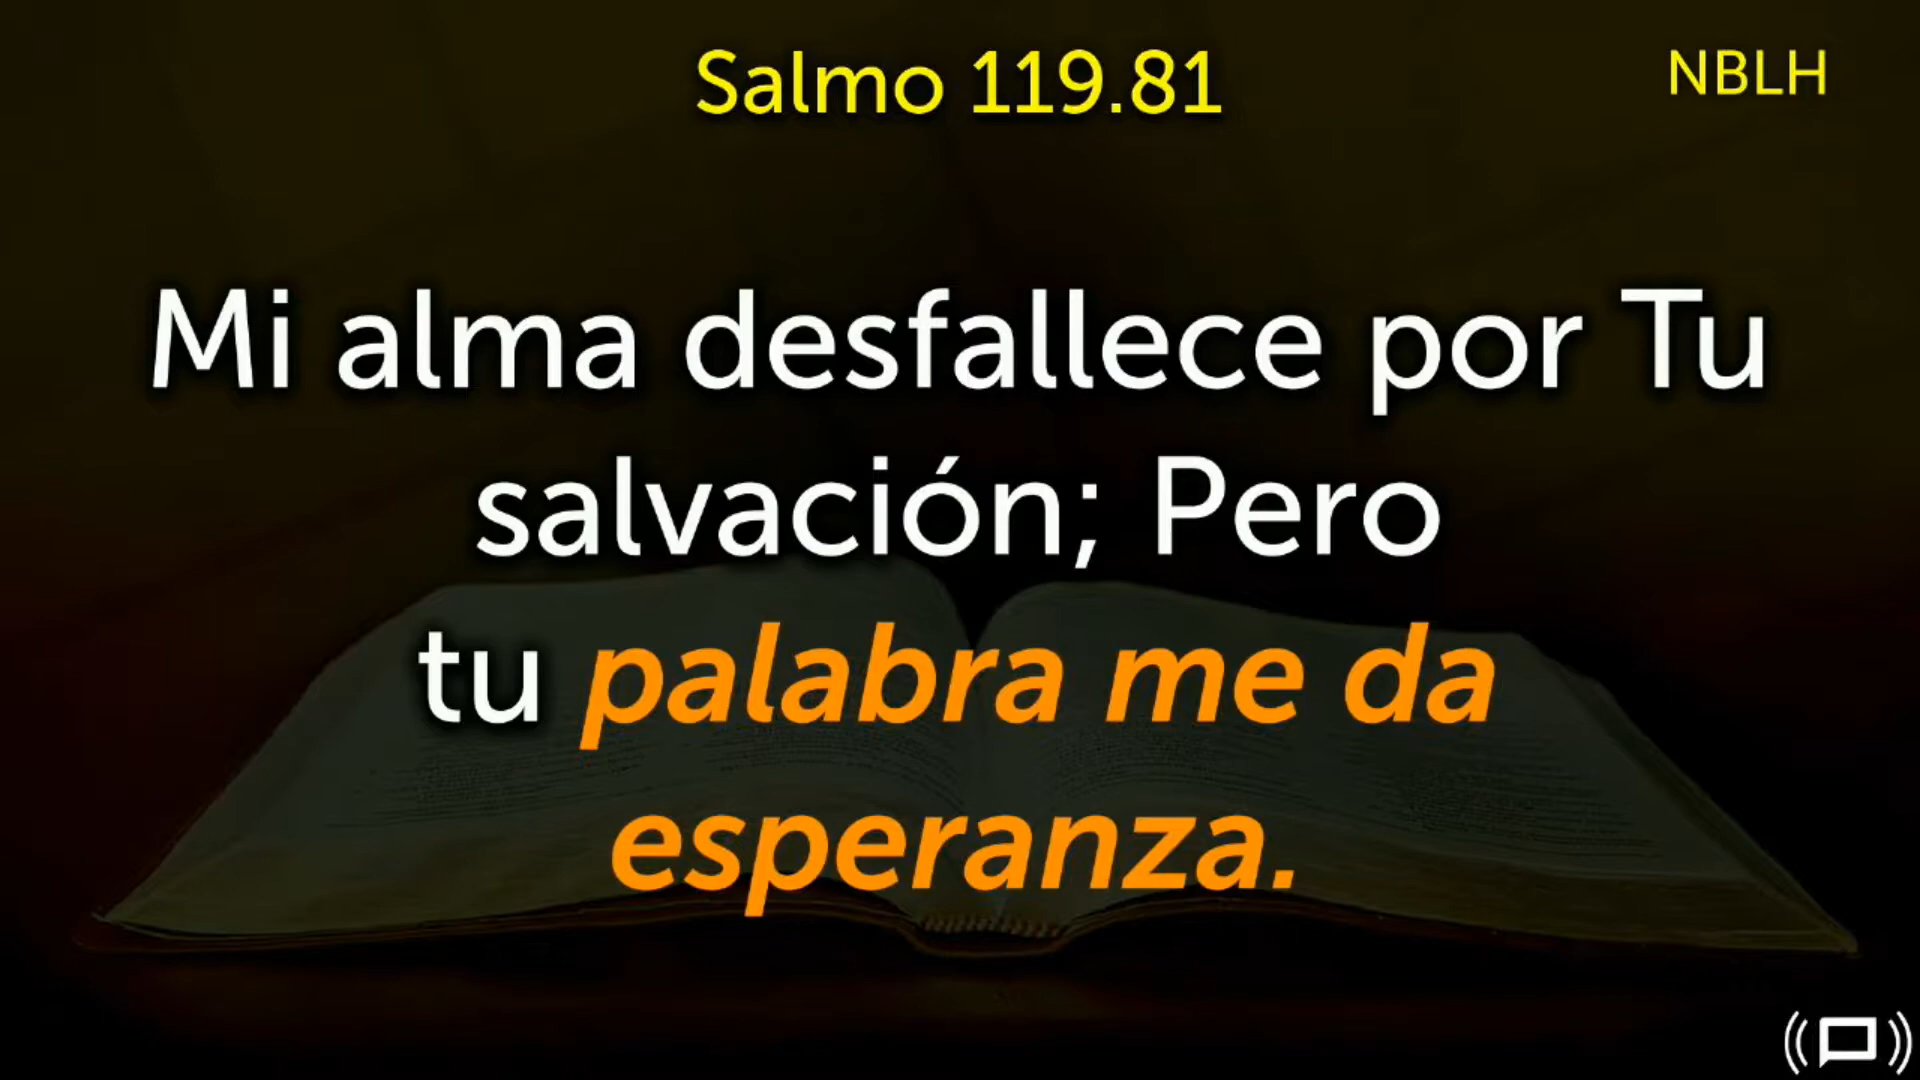 Salmo 119.81
NBLH
Mi alma desfallece por Tu
salvación; Pero
tu palabra me da
esperanza.